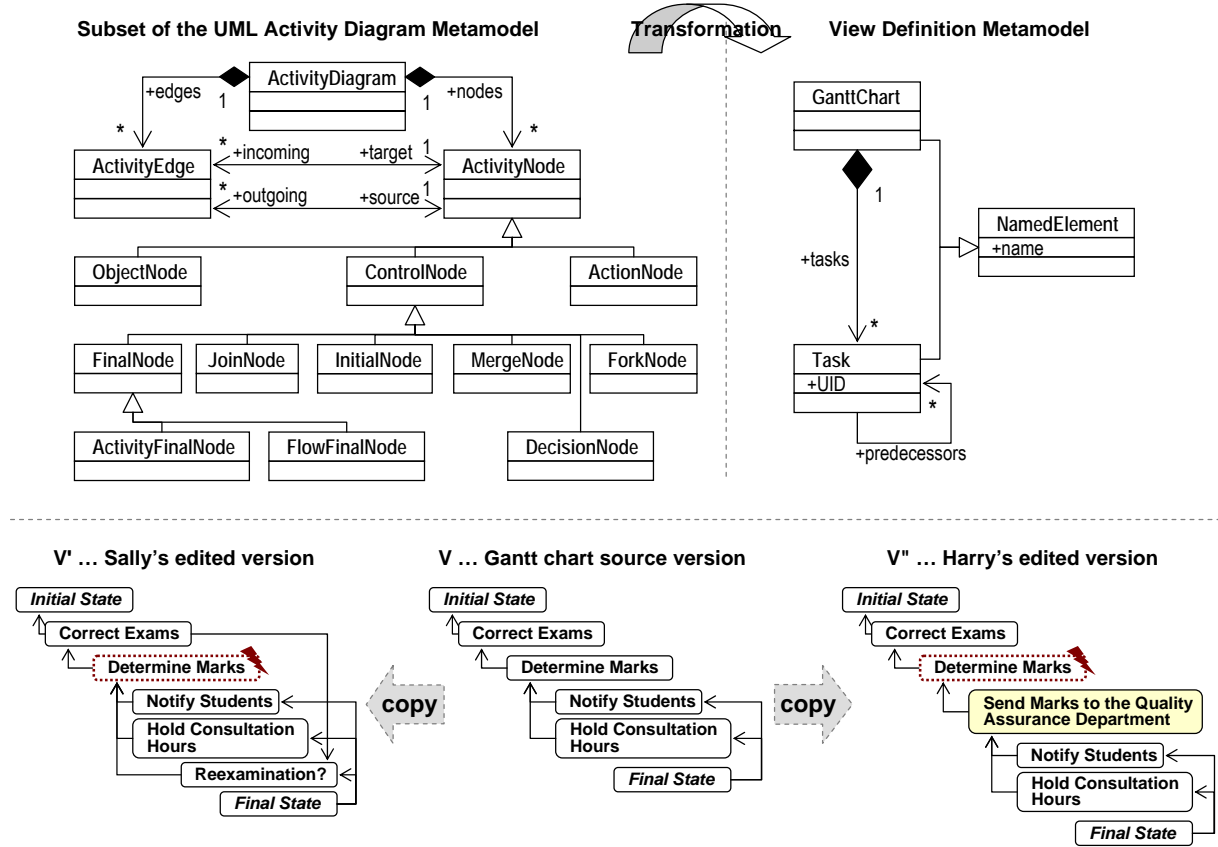 Subset of the UML Activity Diagram Metamodel
Transformation
View Definition Metamodel
ActivityDiagram
+edges
1
1
+nodes
*
*
GanttChart
1
ActivityEdge
*
+incoming
+target
1
ActivityNode
*
+outgoing
+source
1
NamedElement
+name
+tasks
*
ObjectNode
ControlNode
ActionNode
FinalNode
JoinNode
InitialNode
MergeNode
ForkNode
Task
+UID
*
+predecessors
ActivityFinalNode
FlowFinalNode
DecisionNode
V' … Sally’s edited version
Initial State
Correct Exams
Determine Marks
Notify Students
Hold Consultation
Hours
Reexamination?
Final State
copy
V … Gantt chart source version
Initial State
Correct Exams
Determine Marks
Notify Students
Hold Consultation
Hours
Final State
copy
V" … Harry’s edited version
Initial State
Correct Exams
Determine Marks
Send Marks to the Quality
Assurance Department
Notify Students
Hold Consultation
Hours
Final State